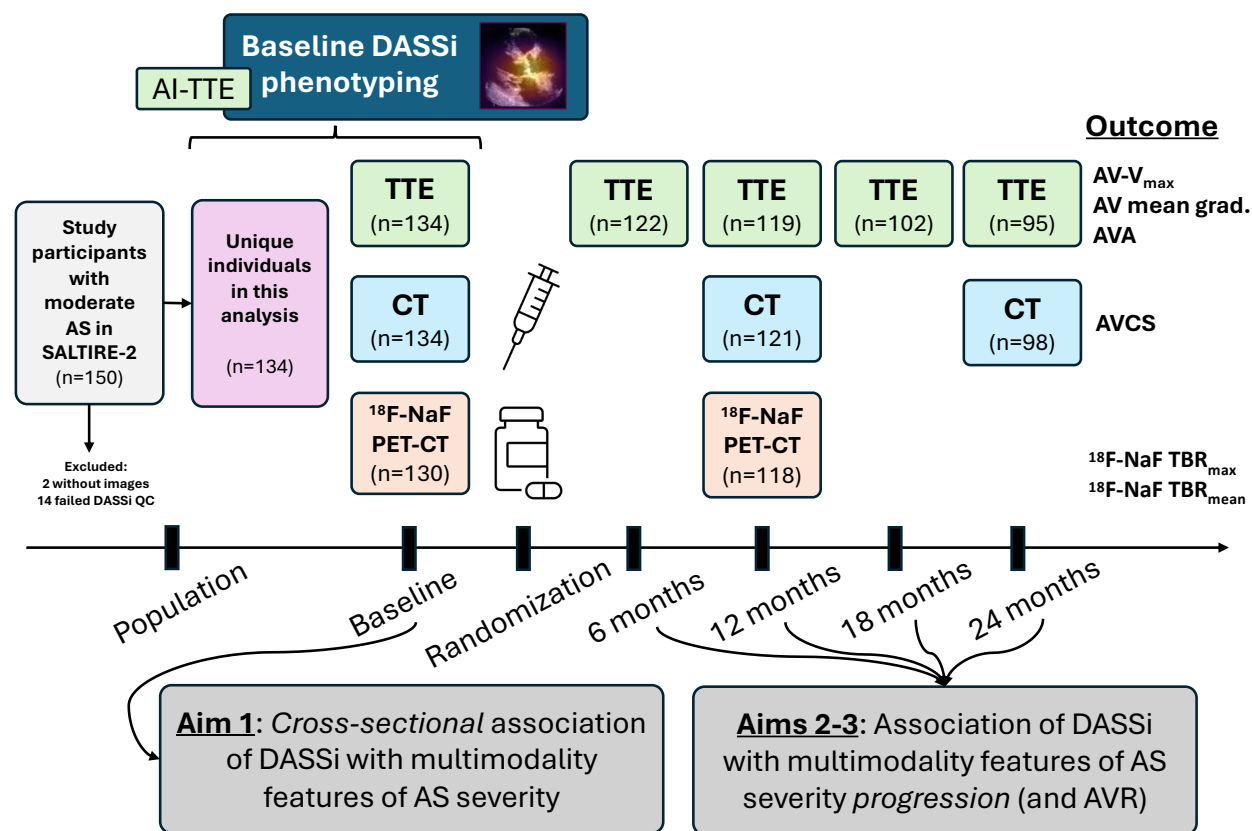 Baseline DASSi
phenotyping
AI-TTE
Outcome
TTE
(n=134)
TTE
(n=122)
TTE
(n=119)
TTE
(n=102)
TTE
(n=95)
AV-Vmax
AV mean grad.
AVA
Study
participants
with
moderate
AS in
SALTIRE-2
(n=150)
Unique
individuals
in this
analysis
(n=134)
CT
(n=134)
CT
(n=121)
CT
(n=98)
AVCS
¹⁸F-NaF
PET-CT
(n=130)
¹⁸F-NaF
PET-CT
(n=118)
¹⁸F-NaF TBRmax
¹⁸F-NaF TBRmean
Excluded:
2 without images
14 failed DASSi QC
Population
Baseline
Randomization
6 months
12 months
18 months
24 months
Aim 1: Cross-sectional association
of DASSi with multimodality
features of AS severity
Aims 2-3: Association of DASSi
with multimodality features of AS
severity progression (and AVR)